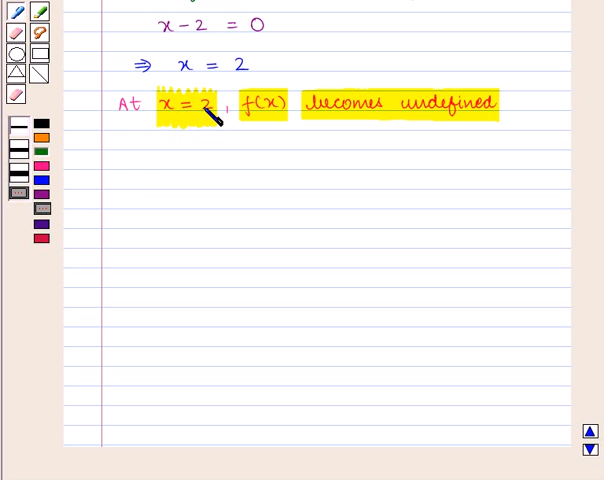 x - 2 = 0
⇒ x = 2
At x = 2, f(x) becomes undefined